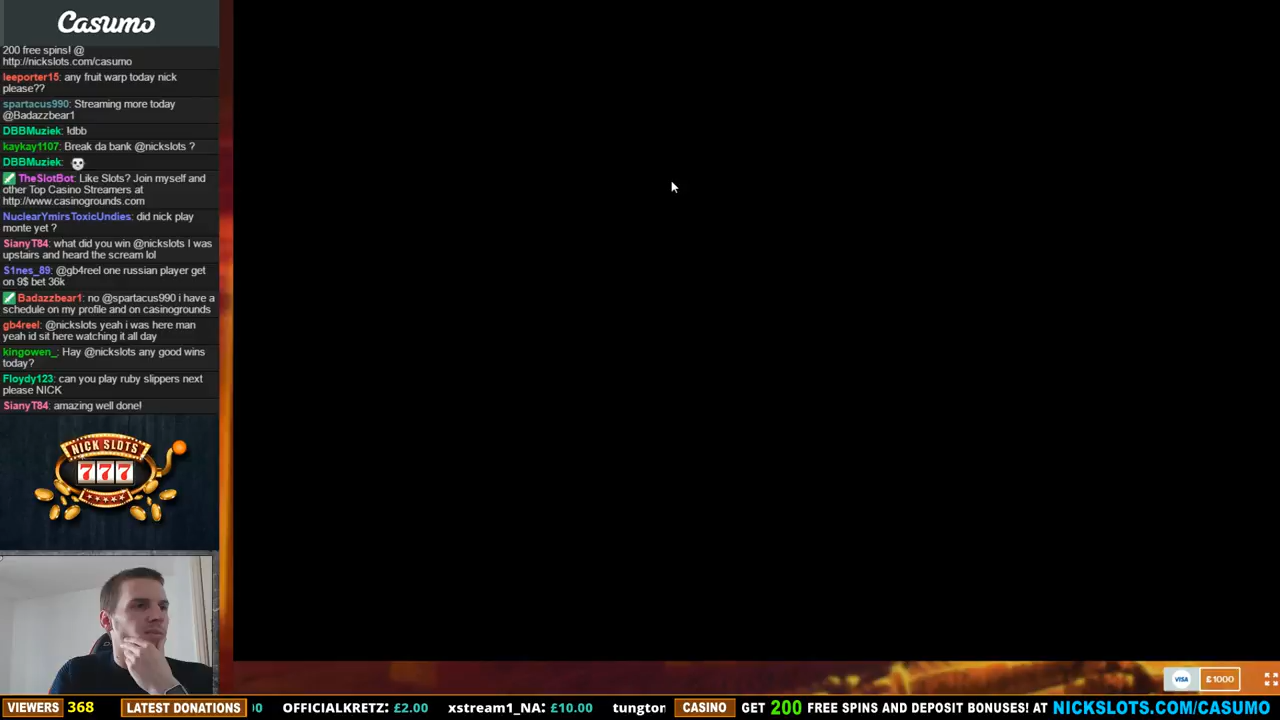 Casumo
200 free spins! @
http://nickslots.com/casumo
leeporter15: any fruit warp today nick
please??
spartacus990: Streaming more today
@Badazzbear1
DBBMuziek: !dbb
kaykay1107: Break da bank @nickslots ?
DBBMuziek:
TheSlotBot: Like Slots? Join myself and
other Top Casino Streamers at
http://www.casinogrounds.com
NuclearYmirsToxicUndies: did nick play
monte yet ?
SianyT84: what did you win @nickslots I was
upstairs and heard the scream lol
S1nes_89: @gb4reel one russian player get
on 9$ bet 36k
Badazzbear1: no @spartacus990 i have a
schedule on my profile and on casinogrounds
gb4reel: @nickslots yeah i was here man
yeah id sit here watching it all day
kingowen_: Hay @nickslots any good wins
today?
Floydy123: can you play ruby slippers next
please NICK
SianyT84: amazing well done!
NICK SLOTS
777
VISA £1000
VIEWERS 368 LATEST DONATIONS 00 OFFICIALKRETZ: £2.00 xstream1_NA: £10.00 tungton CASINO GET 200 FREE SPINS AND DEPOSIT BONUSES! AT NICKSLOTS.COM/CASUMO